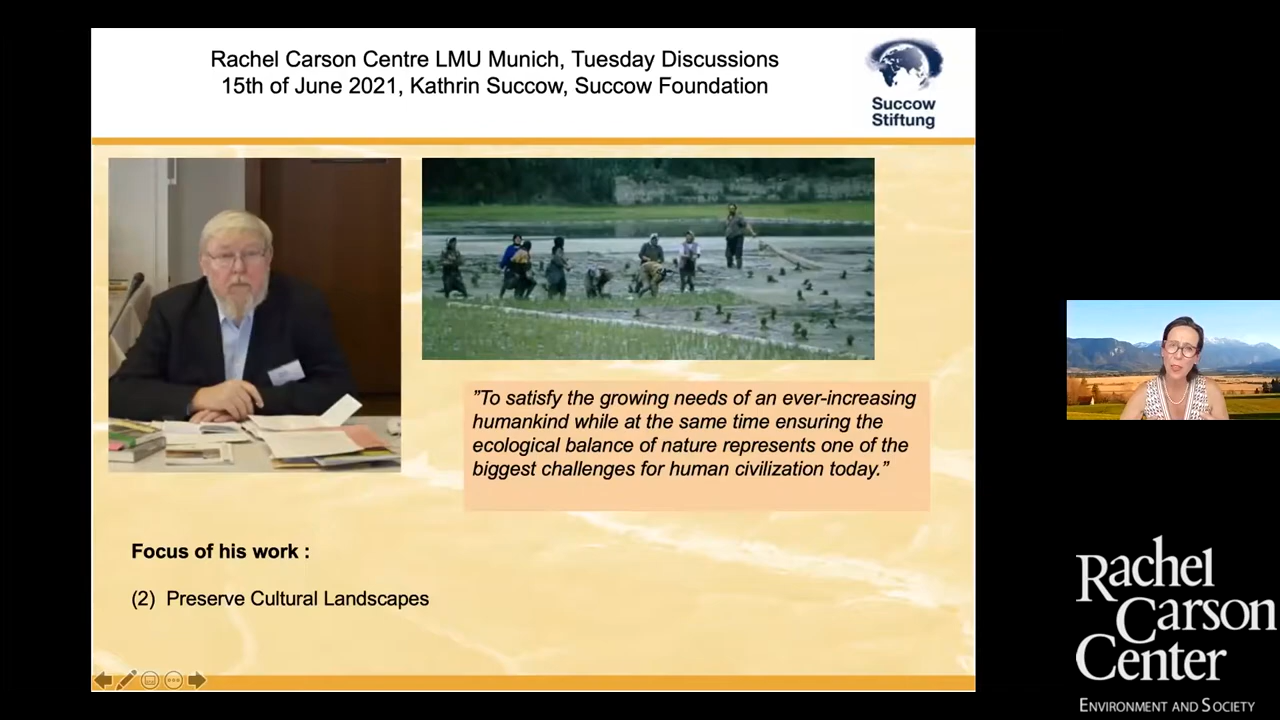 Rachel Carson Centre LMU Munich, Tuesday Discussions
15th of June 2021, Kathrin Succow, Succow Foundation
Succow
Stiftung
”To satisfy the growing needs of an ever-increasing
humankind while at the same time ensuring the
ecological balance of nature represents one of the
biggest challenges for human civilization today.”
Focus of his work :
(2) Preserve Cultural Landscapes
Rachel
Carson
Center
ENVIRONMENT AND SOCIETY